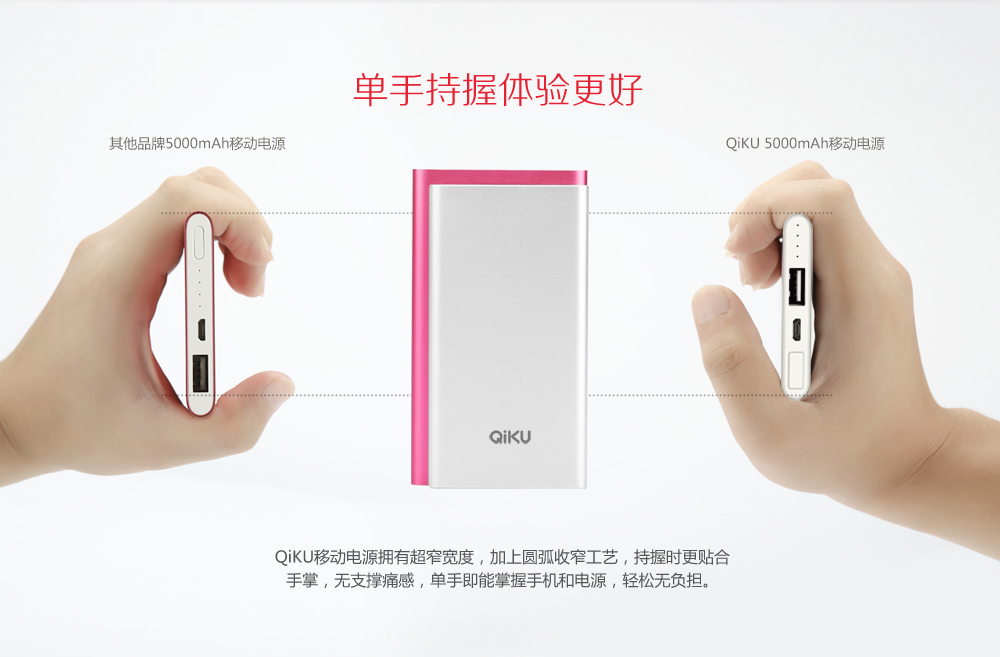 单手持握体验更好
其他品牌5000mAh移动电源
QiKU 5000mAh移动电源
QiKU
QiKU移动电源拥有超窄宽度，加上圆弧收窄工艺，持握时更贴合
手掌，无支撑痛感，单手即能掌握手机和电源，轻松无负担。